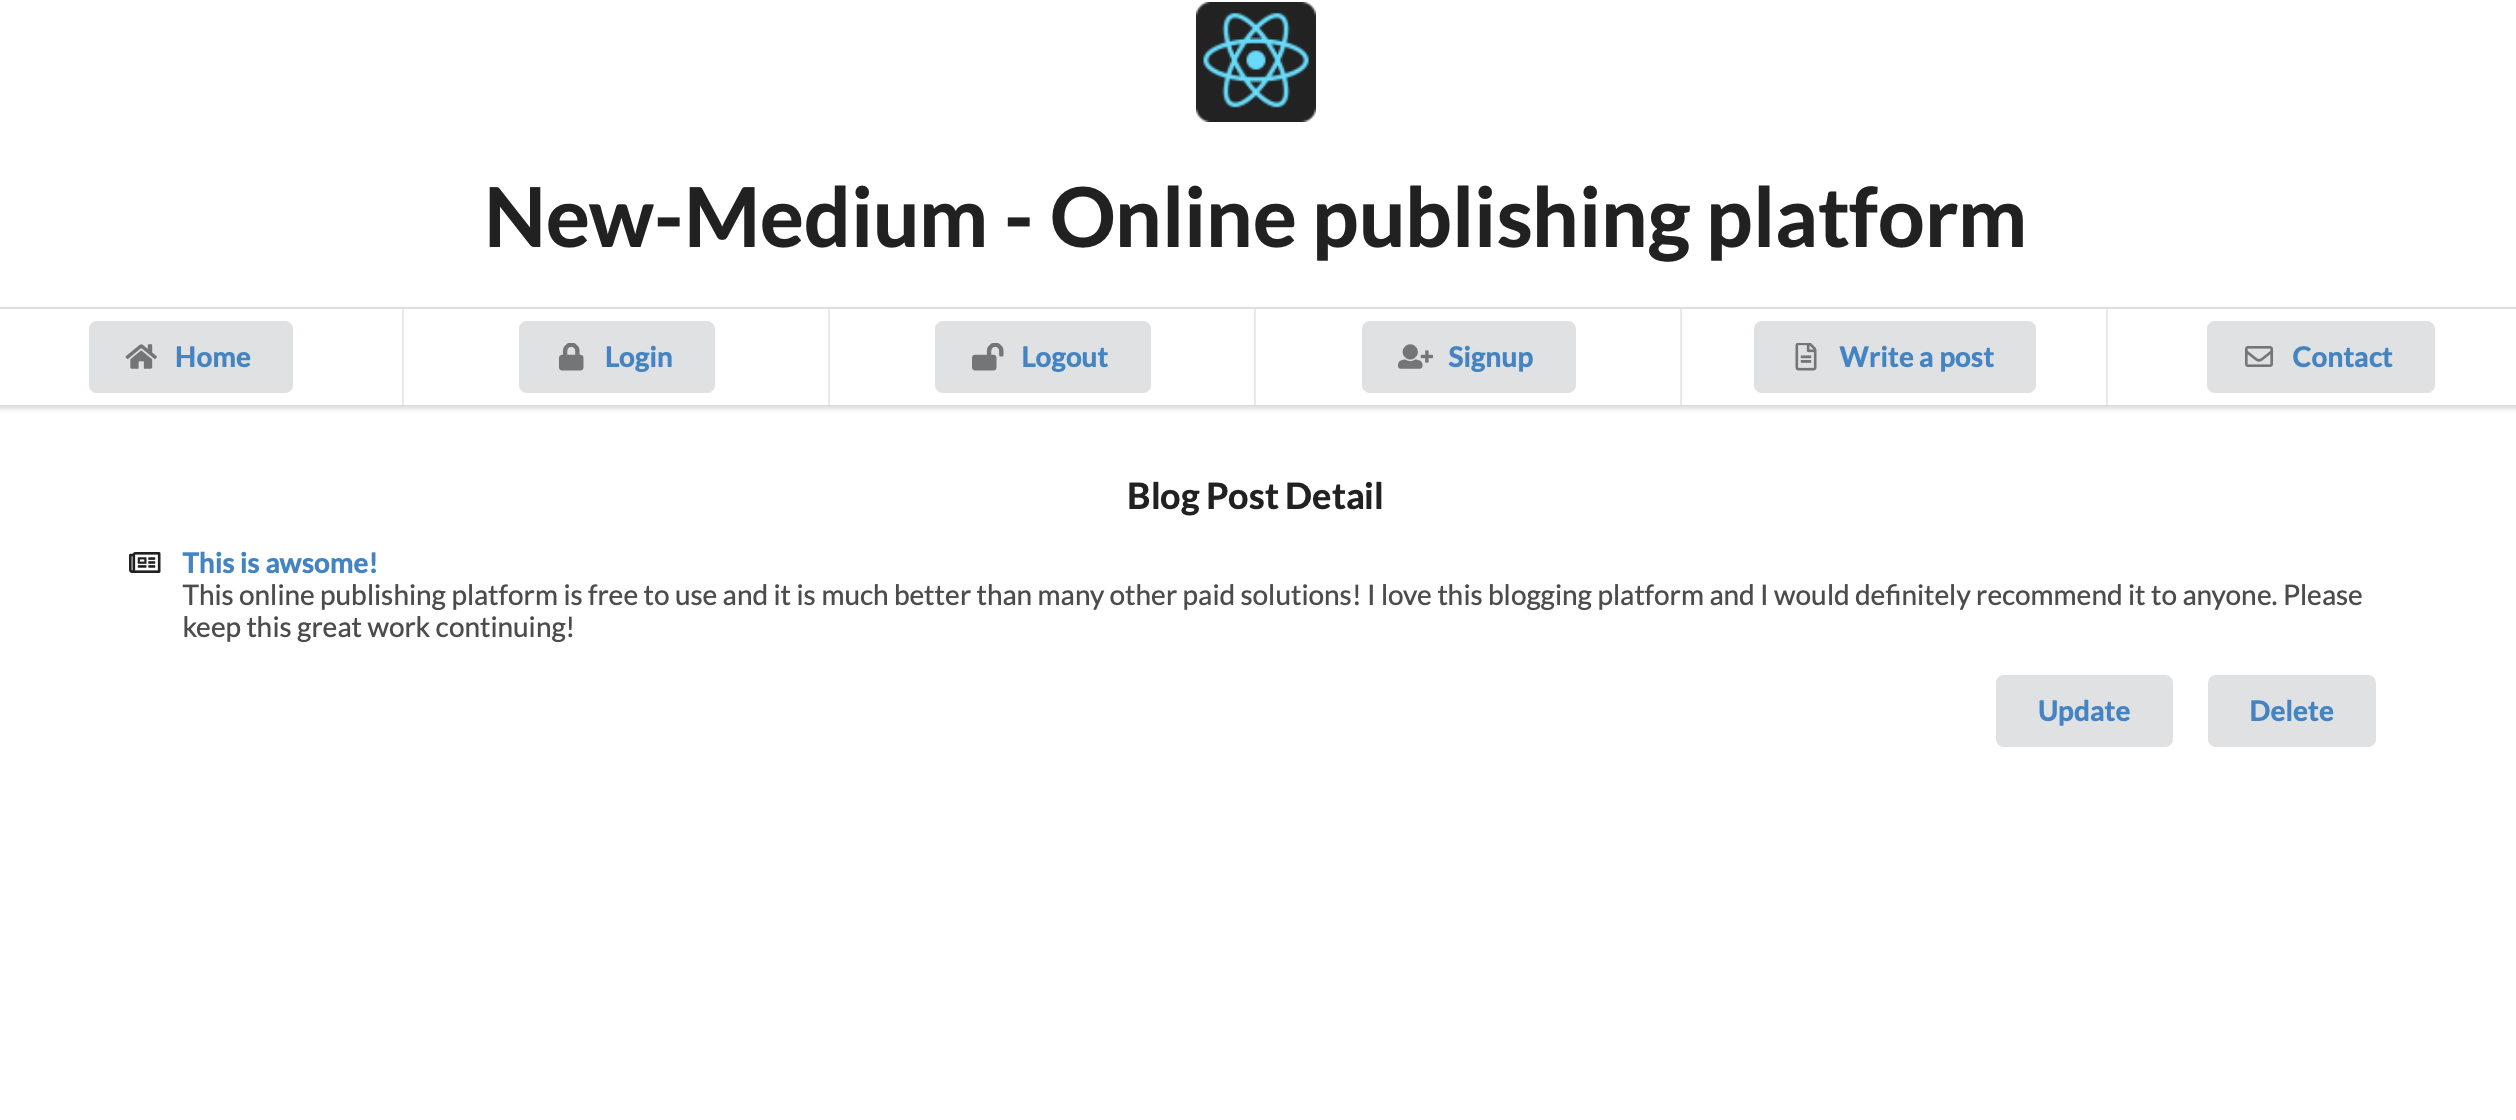 New-Medium - Online publishing platform
Home
Login
Logout
Signup
Write a post
Contact
Blog Post Detail
This is awsome!
This online publishing platform is free to use and it is much better than many other paid solutions! I love this blogging platform and I would definitely recommend it to anyone. Please
keep this great work continuing!
Update
Delete